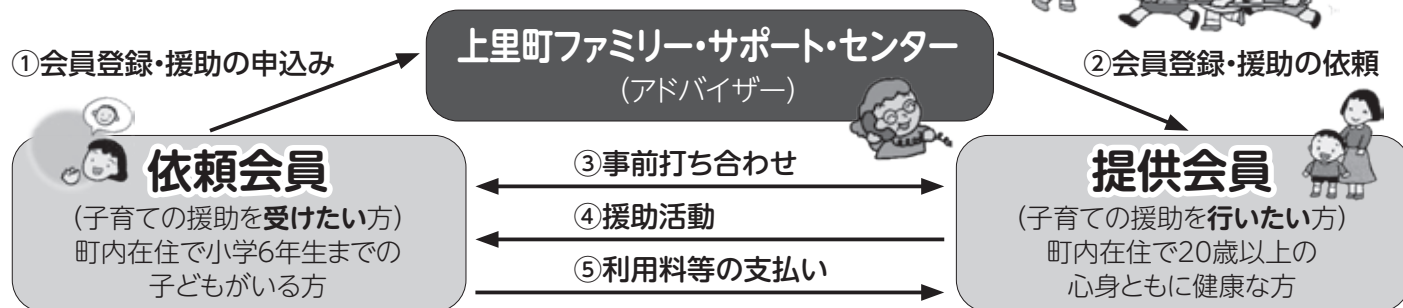 上里町ファミリー・サポート・センター
(アドバイザー)
①会員登録・援助の申込み
②会員登録・援助の依頼
依頼会員
(子育ての援助を受けたい方)
町内在住で小学6年生までの
子どもがいる方
③事前打ち合わせ
④援助活動
⑤利用料等の支払い
提供会員
(子育ての援助を行いたい方)
町内在住で20歳以上の
心身ともに健康な方